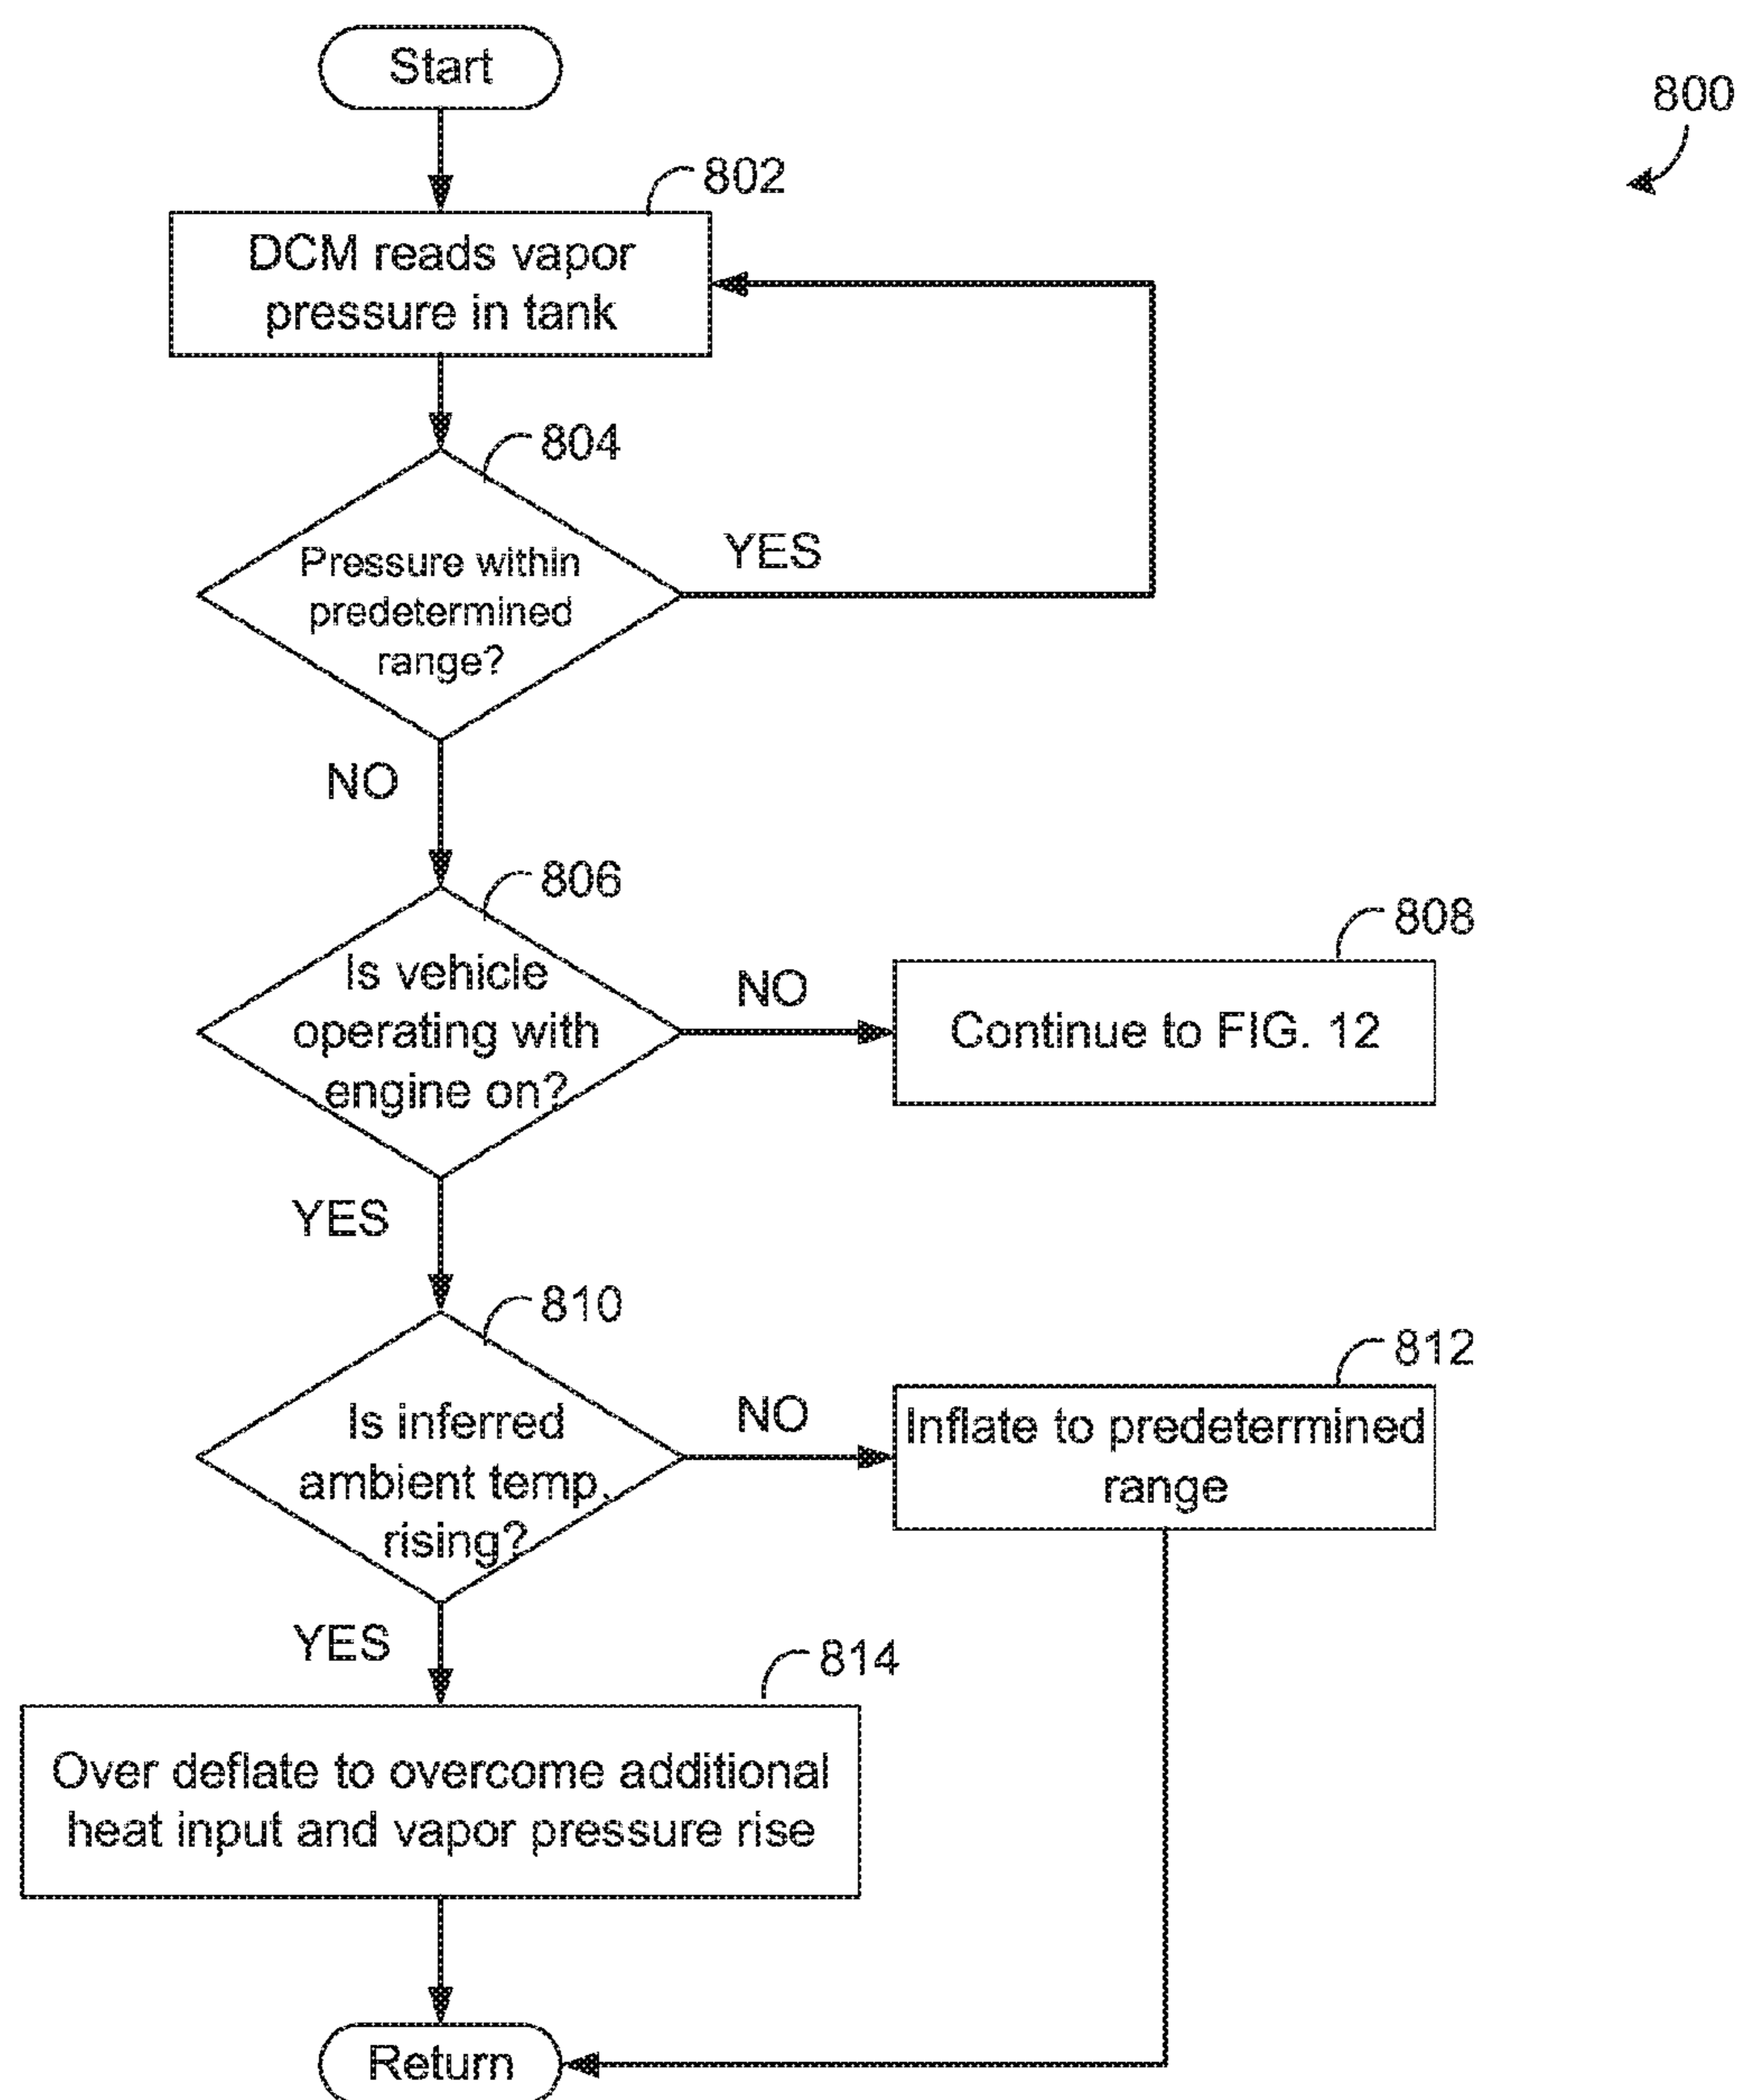 Start
800
802
DCM reads vapor
pressure in tank
804
Pressure within
predetermined
range?
YES
NO
806
Is vehicle
operating with
engine on?
NO
808
Continue to FIG. 12
YES
810
Is inferred
ambient temp.
rising?
NO
812
Inflate to predetermined
range
YES
814
Over deflate to overcome additional
heat input and vapor pressure rise
Return